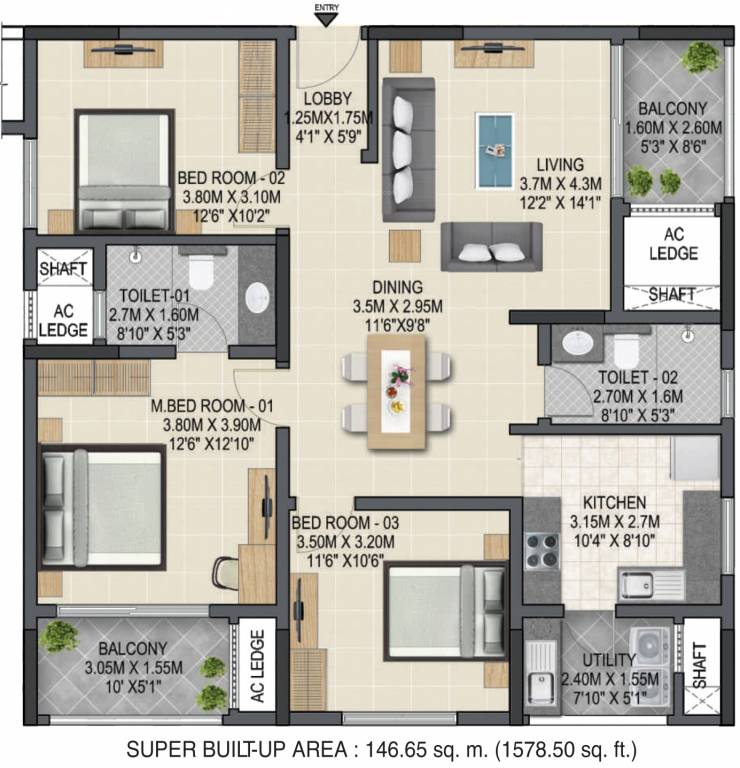 ENTRY
LOBBY
1.25MX1.75M
4'1" X 5'9"
BALCONY
1.60M X 2.60M
5'3" X 8'6"
LIVING
3.7M X 4.3M
12'2" X 14'1"
BED ROOM - 02
3.80M X 3.10M
12'6" X10'2"
AC
LEDGE
SHAFT
SHAFT
AC
LEDGE
TOILET-01
2.7M X 1.60M
8'10" X 5'3"
DINING
3.5M X 2.95M
11'6"X9'8"
TOILET - 02
2.70M X 1.6M
8'10" X 5'3"
M.BED ROOM - 01
3.80M X 3.90M
12'6" X12'10"
KITCHEN
3.15M X 2.7M
10'4" X 8'10"
BED ROOM - 03
3.50M X 3.20M
11'6" X10'6"
BALCONY
3.05M X 1.55M
10' X5'1"
AC LEDGE
UTILITY
2.40M X 1.55M
7'10" X 5'1"
SHAFT
SUPER BUILT-UP AREA : 146.65 sq. m. (1578.50 sq. ft.)